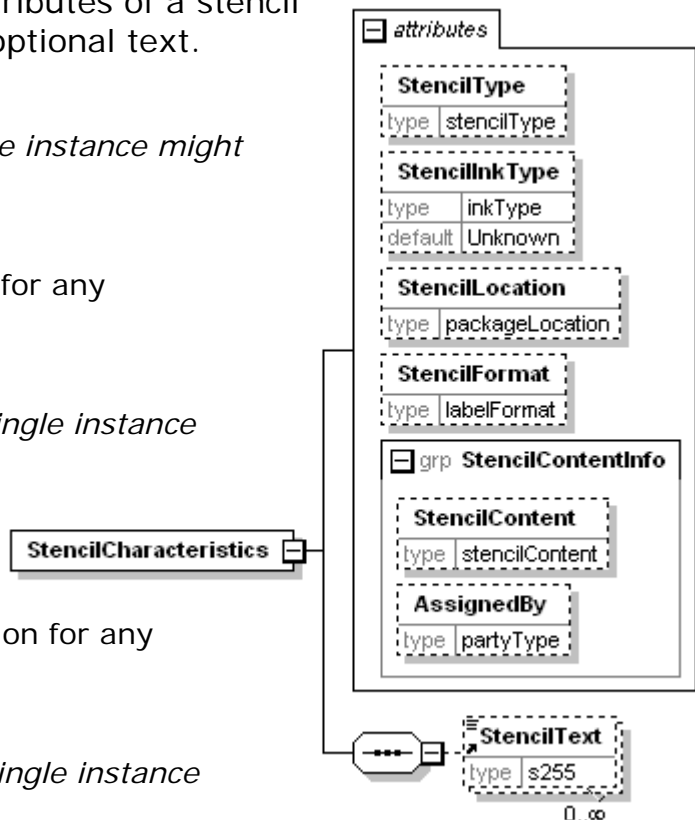 ributes of a stencil
optional text.
e instance might
for any
ingle instance
on for any
single instance
StencilCharacteristics
attributes
StencilType
type stencilType
StencilInkType
type inkType
default Unknown
StencilLocation
type packageLocation
StencilFormat
type labelFormat
grp StencilContentInfo
StencilContent
type stencilContent
AssignedBy
type partyType
StencilText
type s255
0..∞